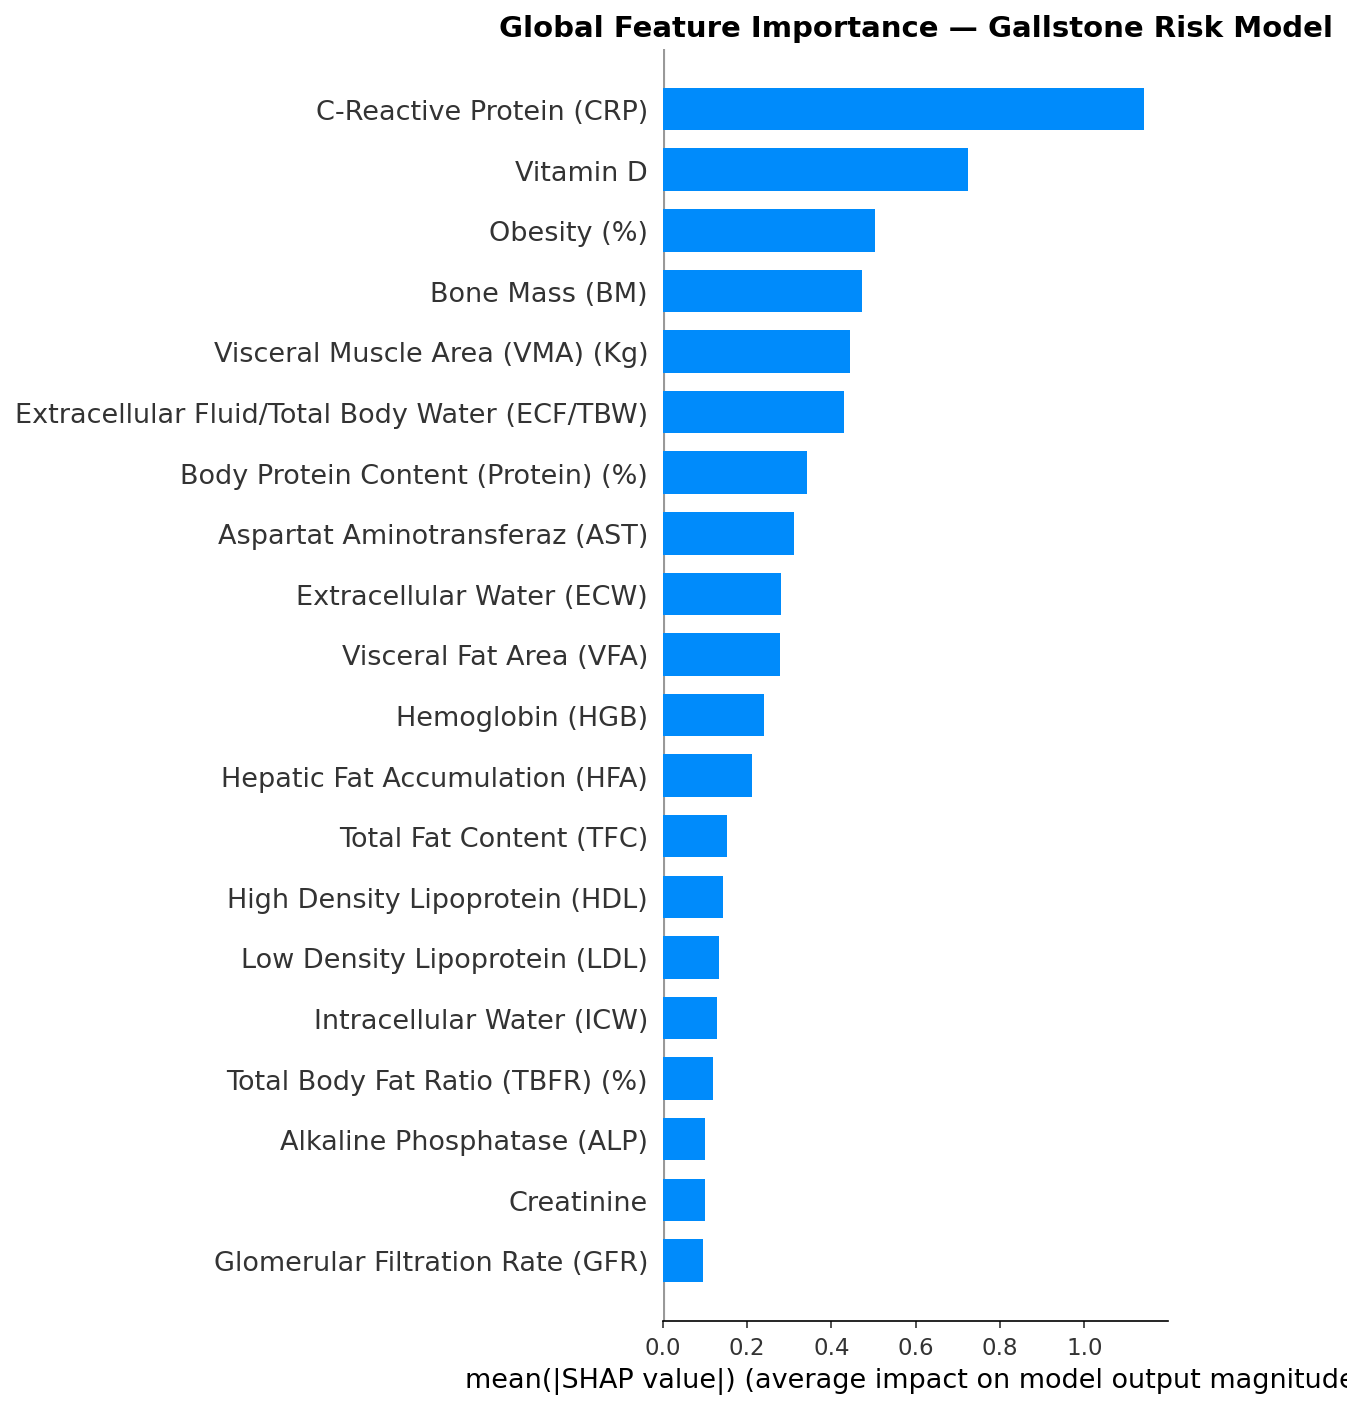 Global Feature Importance — Gallstone Risk Model
C-Reactive Protein (CRP)
Vitamin D
Obesity (%)
Bone Mass (BM)
Visceral Muscle Area (VMA) (Kg)
Extracellular Fluid/Total Body Water (ECF/TBW)
Body Protein Content (Protein) (%)
Aspartat Aminotransferaz (AST)
Extracellular Water (ECW)
Visceral Fat Area (VFA)
Hemoglobin (HGB)
Hepatic Fat Accumulation (HFA)
Total Fat Content (TFC)
High Density Lipoprotein (HDL)
Low Density Lipoprotein (LDL)
Intracellular Water (ICW)
Total Body Fat Ratio (TBFR) (%)
Alkaline Phosphatase (ALP)
Creatinine
Glomerular Filtration Rate (GFR)
0.0 0.2 0.4 0.6 0.8 1.0
mean(|SHAP value|) (average impact on model output magnitude